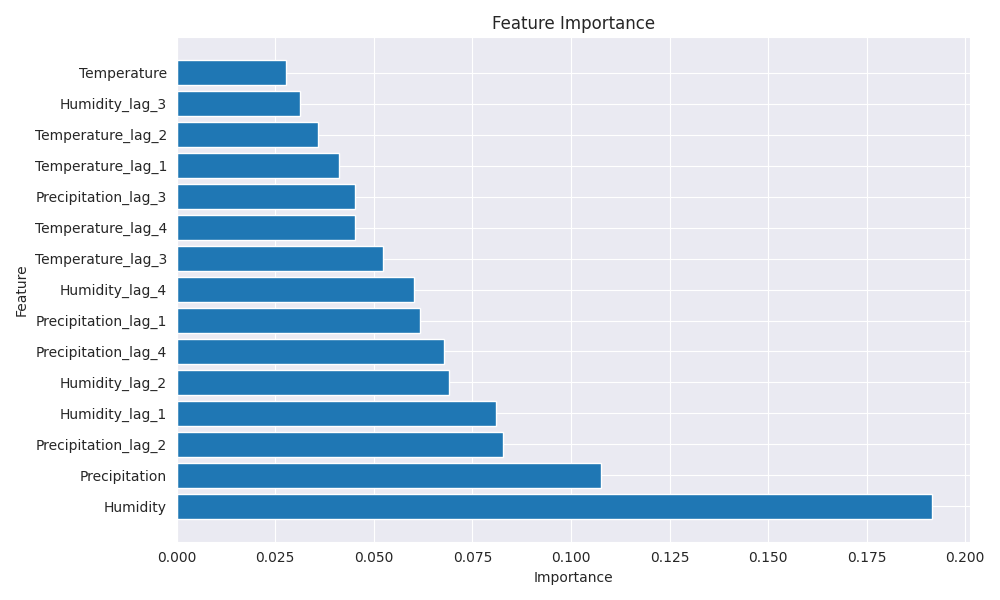 Feature Importance
Feature
Temperature
Humidity_lag_3
Temperature_lag_2
Temperature_lag_1
Precipitation_lag_3
Temperature_lag_4
Temperature_lag_3
Humidity_lag_4
Precipitation_lag_1
Precipitation_lag_4
Humidity_lag_2
Humidity_lag_1
Precipitation_lag_2
Precipitation
Humidity
0.000 0.025 0.050 0.075 0.100 0.125 0.150 0.175 0.200
Importance